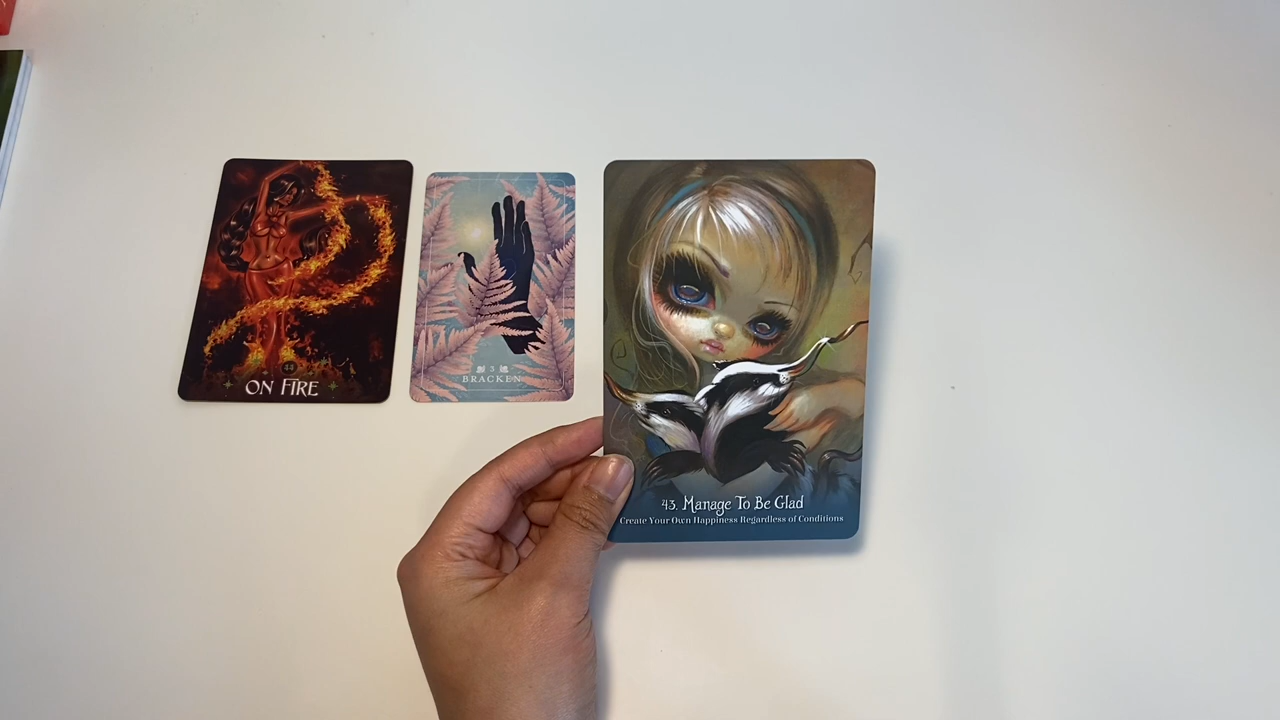 44
ON FIRE
3
BRACKEN
43. Manage To Be Glad
Create Your Own Happiness Regardless of Conditions